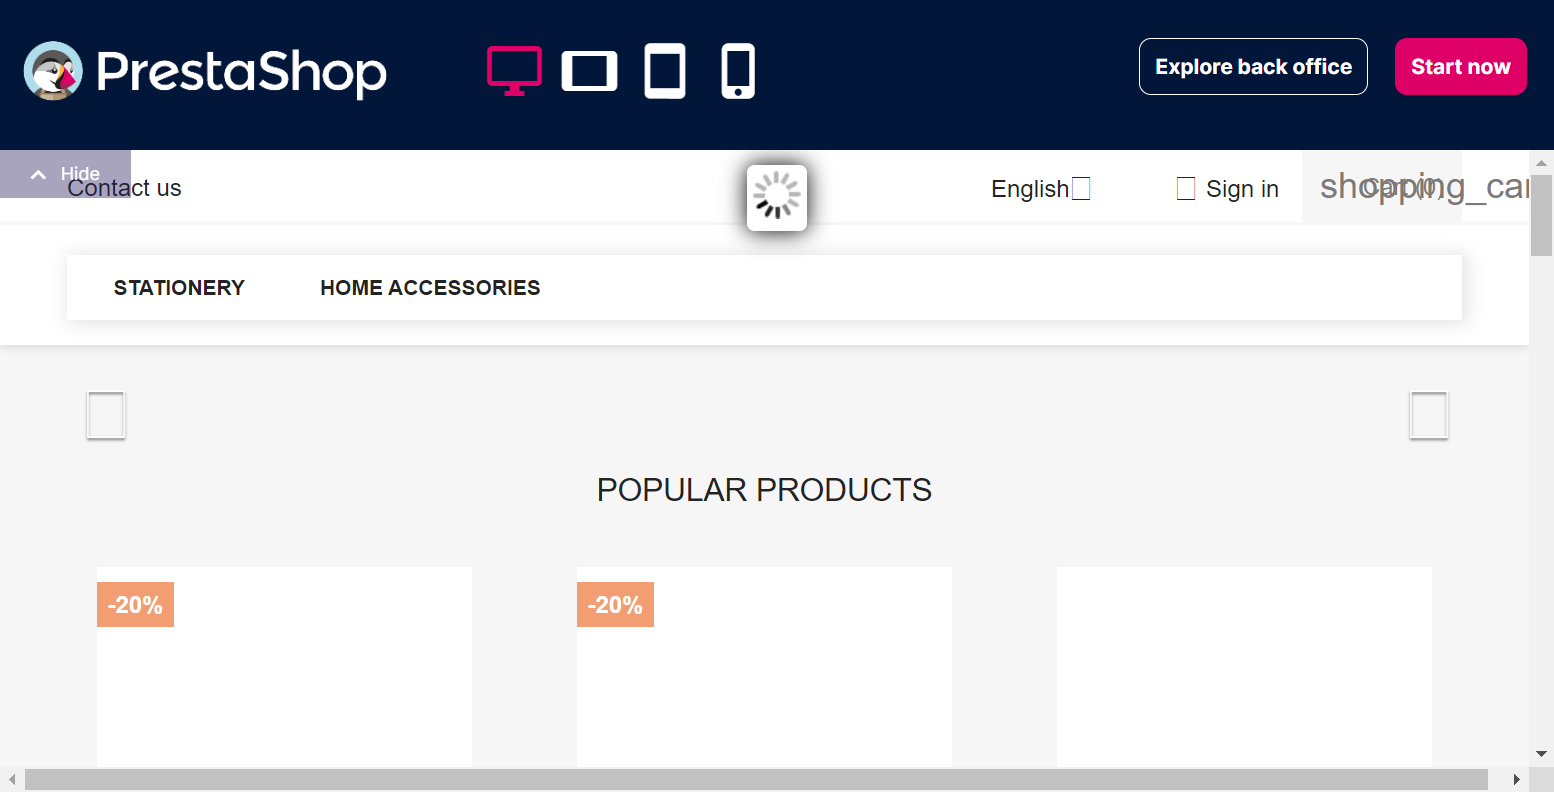 PrestaShop
Explore back office
Start now
Hide
Contact us
English
Sign in
shopping_car
Cart (0)
STATIONERY
HOME ACCESSORIES
POPULAR PRODUCTS
-20%
-20%